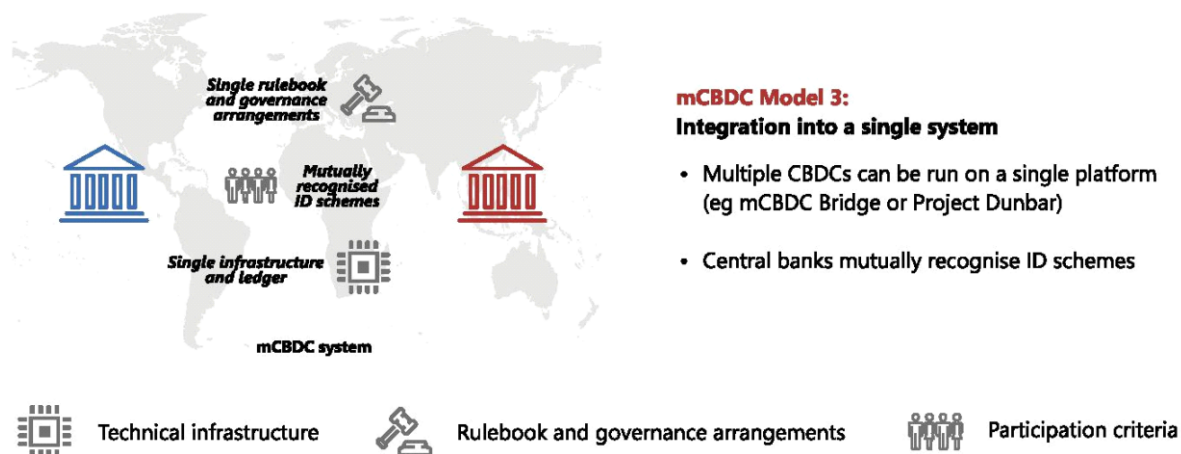 Single rulebook
and governance
arrangements
Mutually
recognised
ID schemes
Single infrastructure
and ledger
mCBDC system
mCBDC Model 3:
Integration into a single system
• Multiple CBDCs can be run on a single platform
(eg mCBDC Bridge or Project Dunbar)
• Central banks mutually recognise ID schemes
Technical infrastructure
Rulebook and governance arrangements
Participation criteria